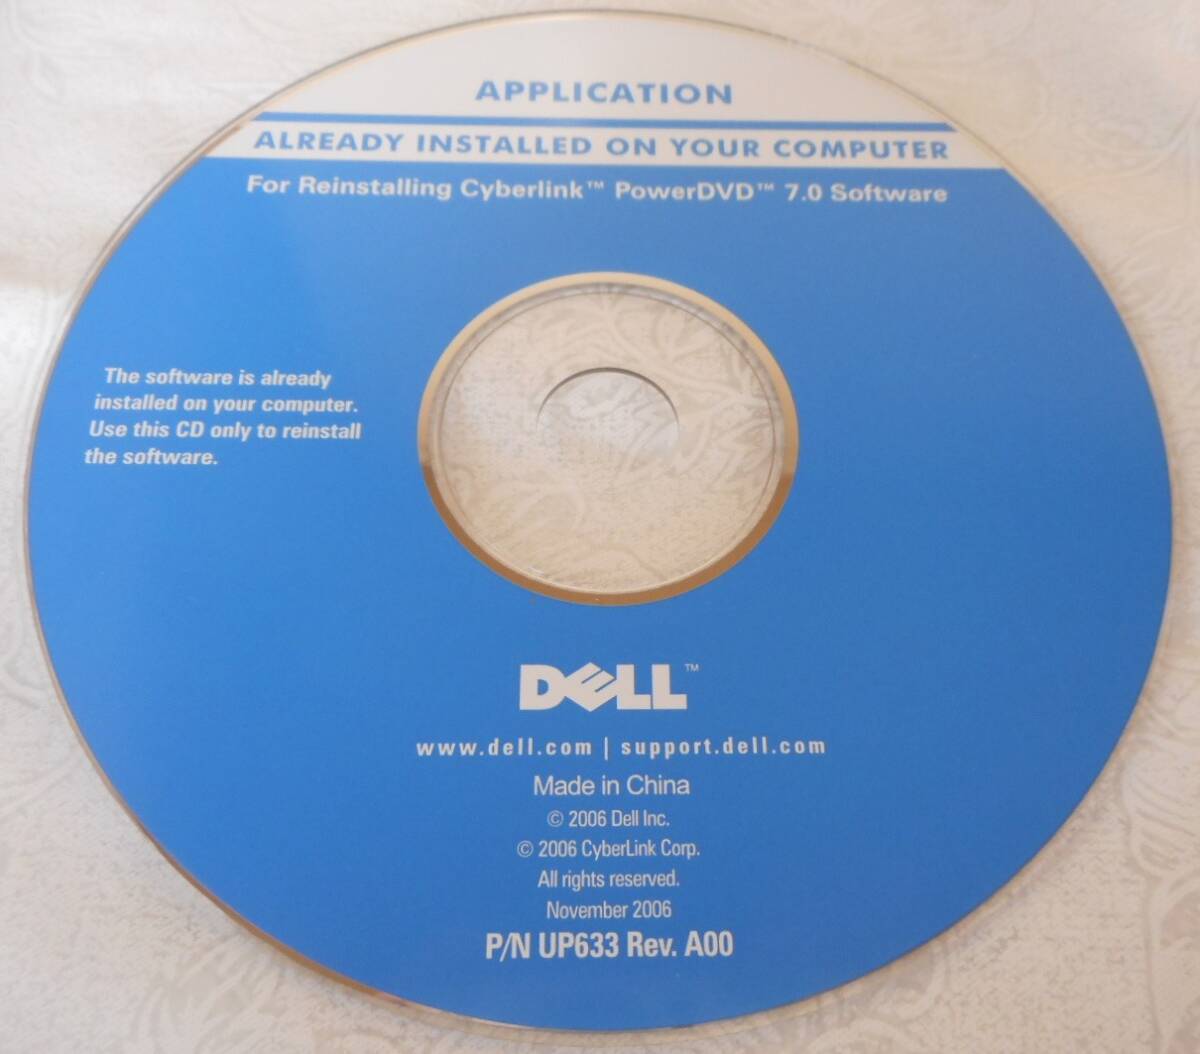 APPLICATION
ALREADY INSTALLED ON YOUR COMPUTER
For Reinstalling Cyberlink™ PowerDVD™ 7.0 Software
The software is already
installed on your computer.
Use this CD only to reinstall
the software.
DELL™
www.dell.com | support.dell.com
Made in China
© 2006 Dell Inc.
© 2006 CyberLink Corp.
All rights reserved.
November 2006
P/N UP633 Rev. A00